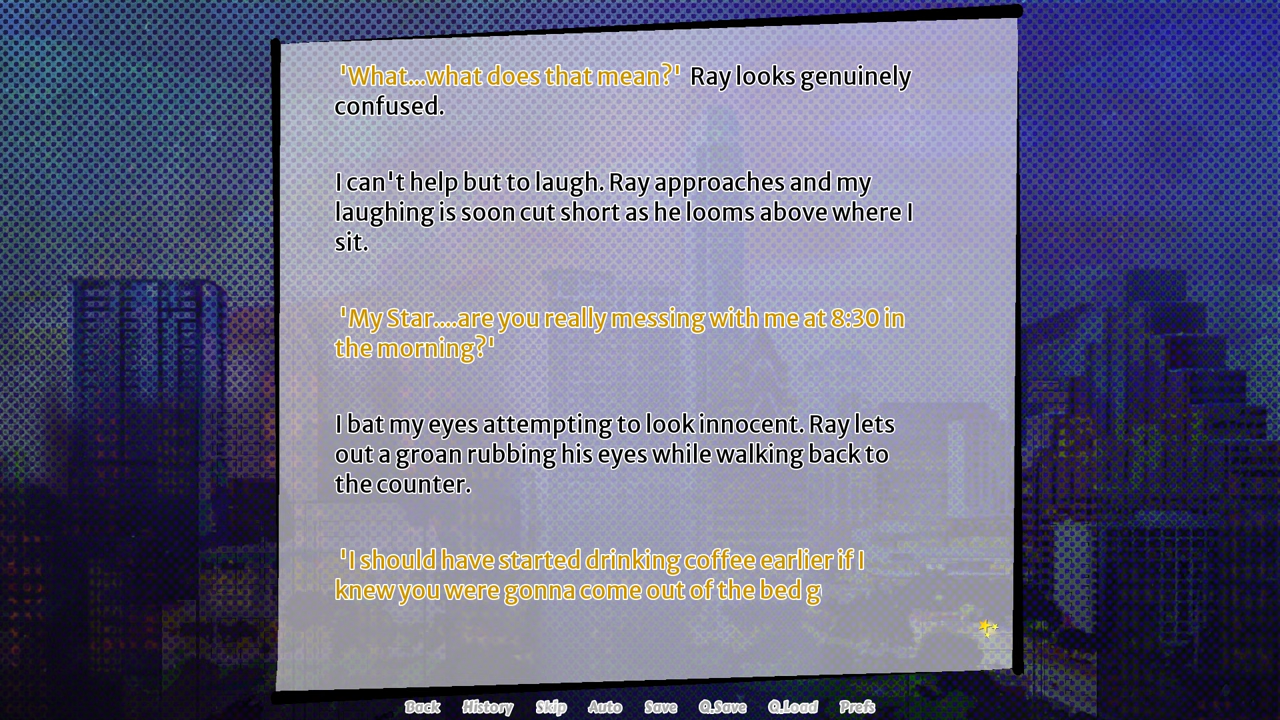 'What...what does that mean?' Ray looks genuinely
confused.
I can't help but to laugh. Ray approaches and my
laughing is soon cut short as he looms above where I
sit.
'My Star....are you really messing with me at 8:30 in
the morning?'
I bat my eyes attempting to look innocent. Ray lets
out a groan rubbing his eyes while walking back to
the counter.
'I should have started drinking coffee earlier if I
knew you were gonna come out of the bed g
Back History Skip Auto Save Q.Save Q.Load Prefs